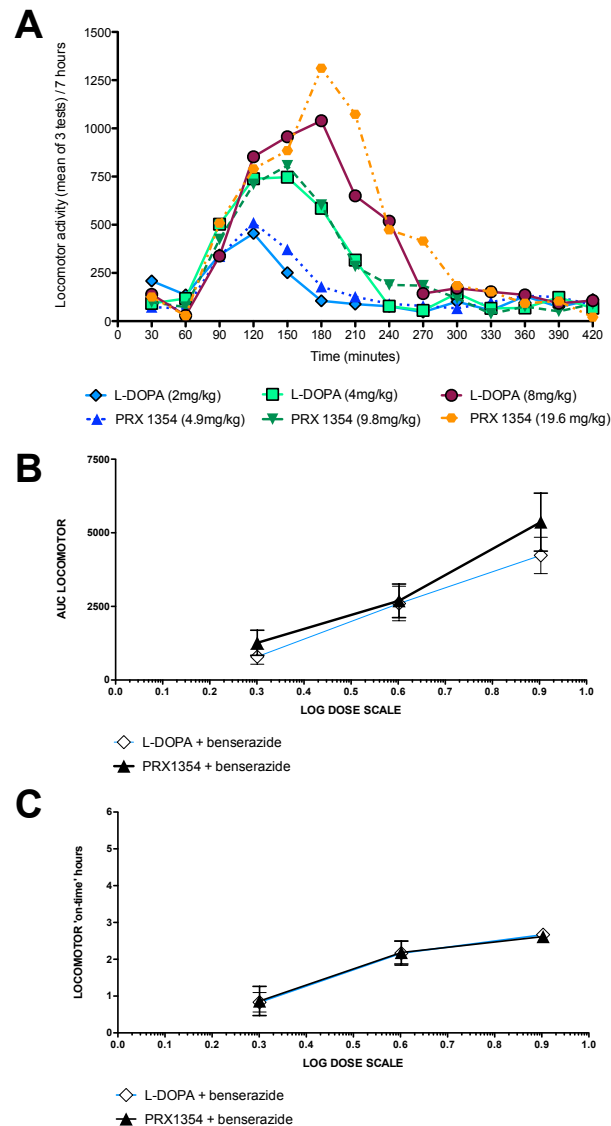 A
Locomotor activity (mean of 3 tests) / 7 hours
1500
1250
1000
750
500
250
0
0 30 60 90 120 150 180 210 240 270 300 330 360 390 420
Time (minutes)
L-DOPA (2mg/kg) L-DOPA (4mg/kg) L-DOPA (8mg/kg)
PRX 1354 (4.9mg/kg) PRX 1354 (9.8mg/kg) PRX 1354 (19.6 mg/kg)
B
AUC LOCOMOTOR
7500
5000
2500
0
0.0 0.1 0.2 0.3 0.4 0.5 0.6 0.7 0.8 0.9 1.0
LOG DOSE SCALE
L-DOPA + benserazide
PRX1354 + benserazide
C
LOCOMOTOR 'on-time' hours
6
5
4
3
2
1
0
0.0 0.1 0.2 0.3 0.4 0.5 0.6 0.7 0.8 0.9 1.0
LOG DOSE SCALE
L-DOPA + benserazide
PRX1354 + benserazide